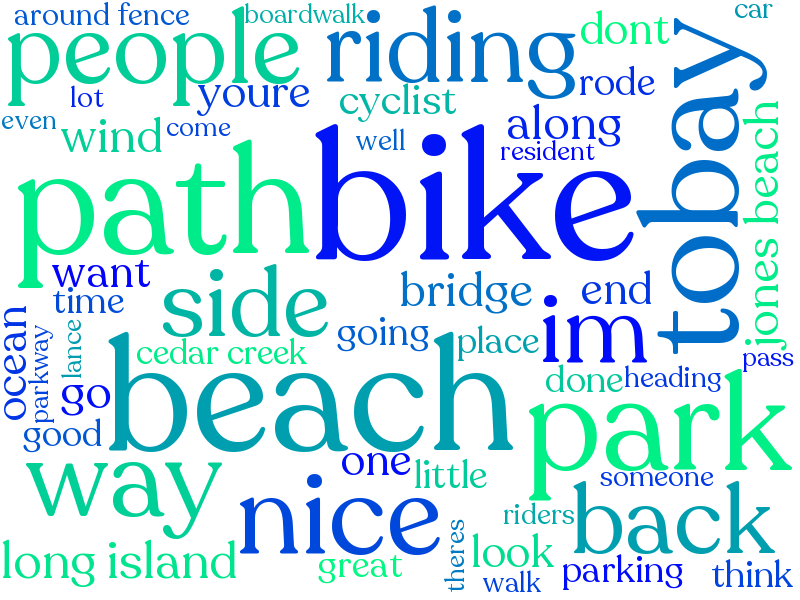 around fence
boardwalk
car
people
riding
dont
tobay
lot
youre
cyclist
rode
even
wind
come
well
along
resident
jones beach
path
bike
want
side
bridge
end
time
im
ocean
parkway
lance
cedar creek
going
place
pass
go
beach
done
heading
good
park
way
one
little
someone
nice
riders
back
long island
great
theres
look
walk
parking
think